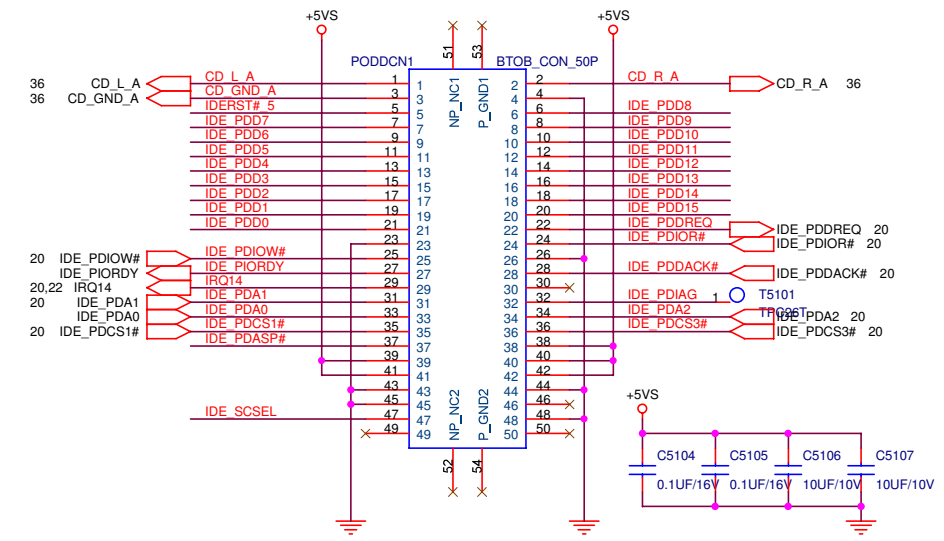 +5VS +5VS
51 53
PODDCN1 BTOB_CON_50P
NP_NC1 P_GND1
36 CD_L_A CD_L_A 1 1 2 2 CD_R_A CD_R_A 36
36 CD_GND_A CD_GND_A 3 3 4 4
IDERST#_5 5 5 6 6 IDE_PDD8
IDE_PDD7 7 7 8 8 IDE_PDD9
IDE_PDD6 9 9 10 10 IDE_PDD10
IDE_PDD5 11 11 12 12 IDE_PDD11
IDE_PDD4 13 13 14 14 IDE_PDD12
IDE_PDD3 15 15 16 16 IDE_PDD13
IDE_PDD2 17 17 18 18 IDE_PDD14
IDE_PDD1 19 19 20 20 IDE_PDD15
IDE_PDD0 21 21 22 22 IDE_PDDREQ IDE_PDDREQ 20
23 23 24 24 IDE_PDIOR# IDE_PDIOR# 20
20 IDE_PDIOW# IDE_PDIOW# 25 25 26 26
IDE_PIORDY IDE_PIORDY 27 27 28 28 IDE_PDDACK# IDE_PDDACK# 20
20,22 IRQ14 IRQ14 29 29 30 30
20 IDE_PDA1 IDE_PDA1 31 31 32 32 IDE_PDIAG 1 T5101
TPC26T
IDE_PDA0 IDE_PDA0 33 33 34 34 IDE_PDA2 IDE_PDA2 20
20 IDE_PDCS1# IDE_PDCS1# 35 35 36 36 IDE_PDCS3# IDE_PDCS3# 20
IDE_PDASP# 37 37 38 38
39 39 40 40
41 41 42 42
43 43 44 44
45 45 46 46
IDE_SCSEL 47 47 48 48
49 49 50 50
NP_NC2 P_GND2
52 54
+5VS
C5104 C5105 C5106 C5107
0.1UF/16V 0.1UF/16V 10UF/10V 10UF/10V